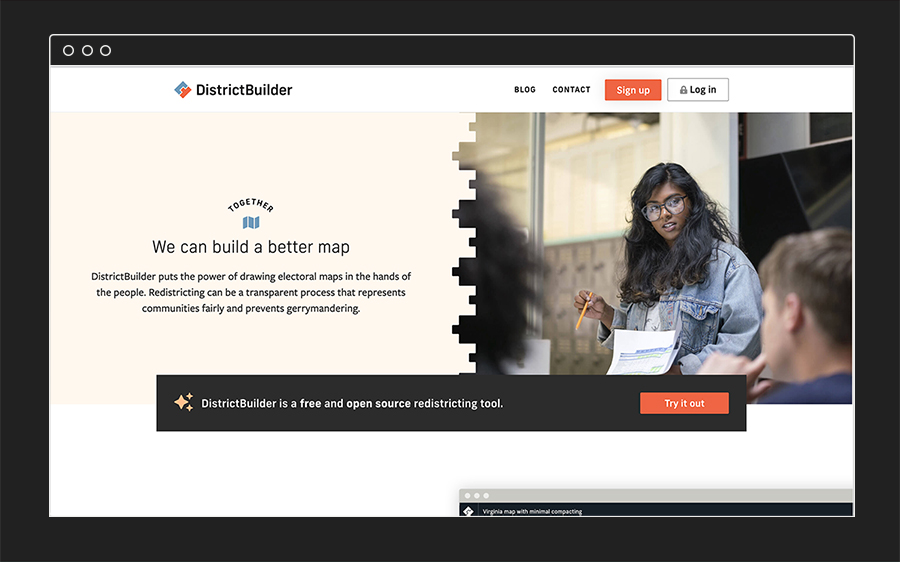 DistrictBuilder
BLOG CONTACT Sign up Log in
TOGETHER
We can build a better map
DistrictBuilder puts the power of drawing electoral maps in the hands of
the people. Redistricting can be a transparent process that represents
communities fairly and prevents gerrymandering.
DistrictBuilder is a free and open source redistricting tool.
Try it out
Virginia map with minimal compacting